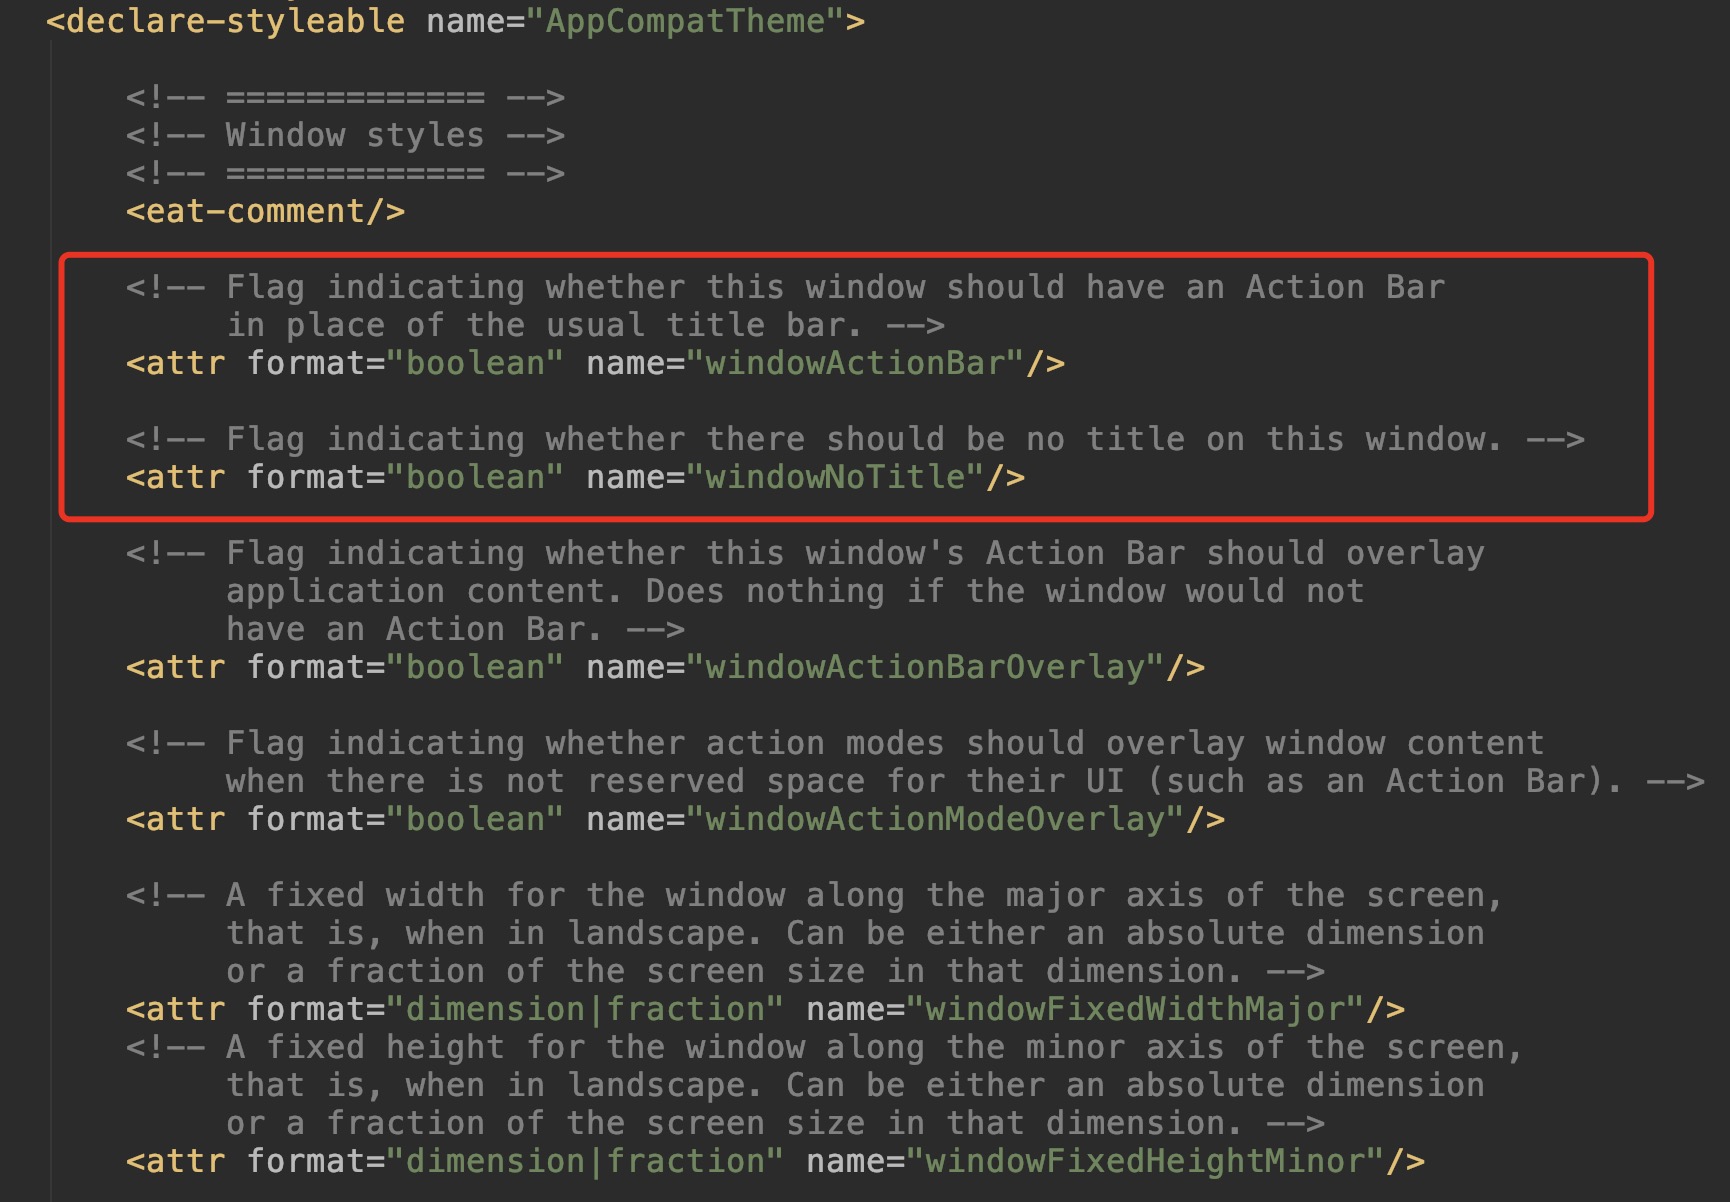 <declare-styleable name="AppCompatTheme">
<!-- ============= -->
<!-- Window styles -->
<!-- ============= -->
<eat-comment/>
<!-- Flag indicating whether this window should have an Action Bar
in place of the usual title bar. -->
<attr format="boolean" name="windowActionBar"/>
<!-- Flag indicating whether there should be no title on this window. -->
<attr format="boolean" name="windowNoTitle"/>
<!-- Flag indicating whether this window's Action Bar should overlay
application content. Does nothing if the window would not
have an Action Bar. -->
<attr format="boolean" name="windowActionBarOverlay"/>
<!-- Flag indicating whether action modes should overlay window content
when there is not reserved space for their UI (such as an Action Bar). -->
<attr format="boolean" name="windowActionModeOverlay"/>
<!-- A fixed width for the window along the major axis of the screen,
that is, when in landscape. Can be either an absolute dimension
or a fraction of the screen size in that dimension. -->
<attr format="dimension|fraction" name="windowFixedWidthMajor"/>
<!-- A fixed height for the window along the minor axis of the screen,
that is, when in landscape. Can be either an absolute dimension
or a fraction of the screen size in that dimension. -->
<attr format="dimension|fraction" name="windowFixedHeightMinor"/>